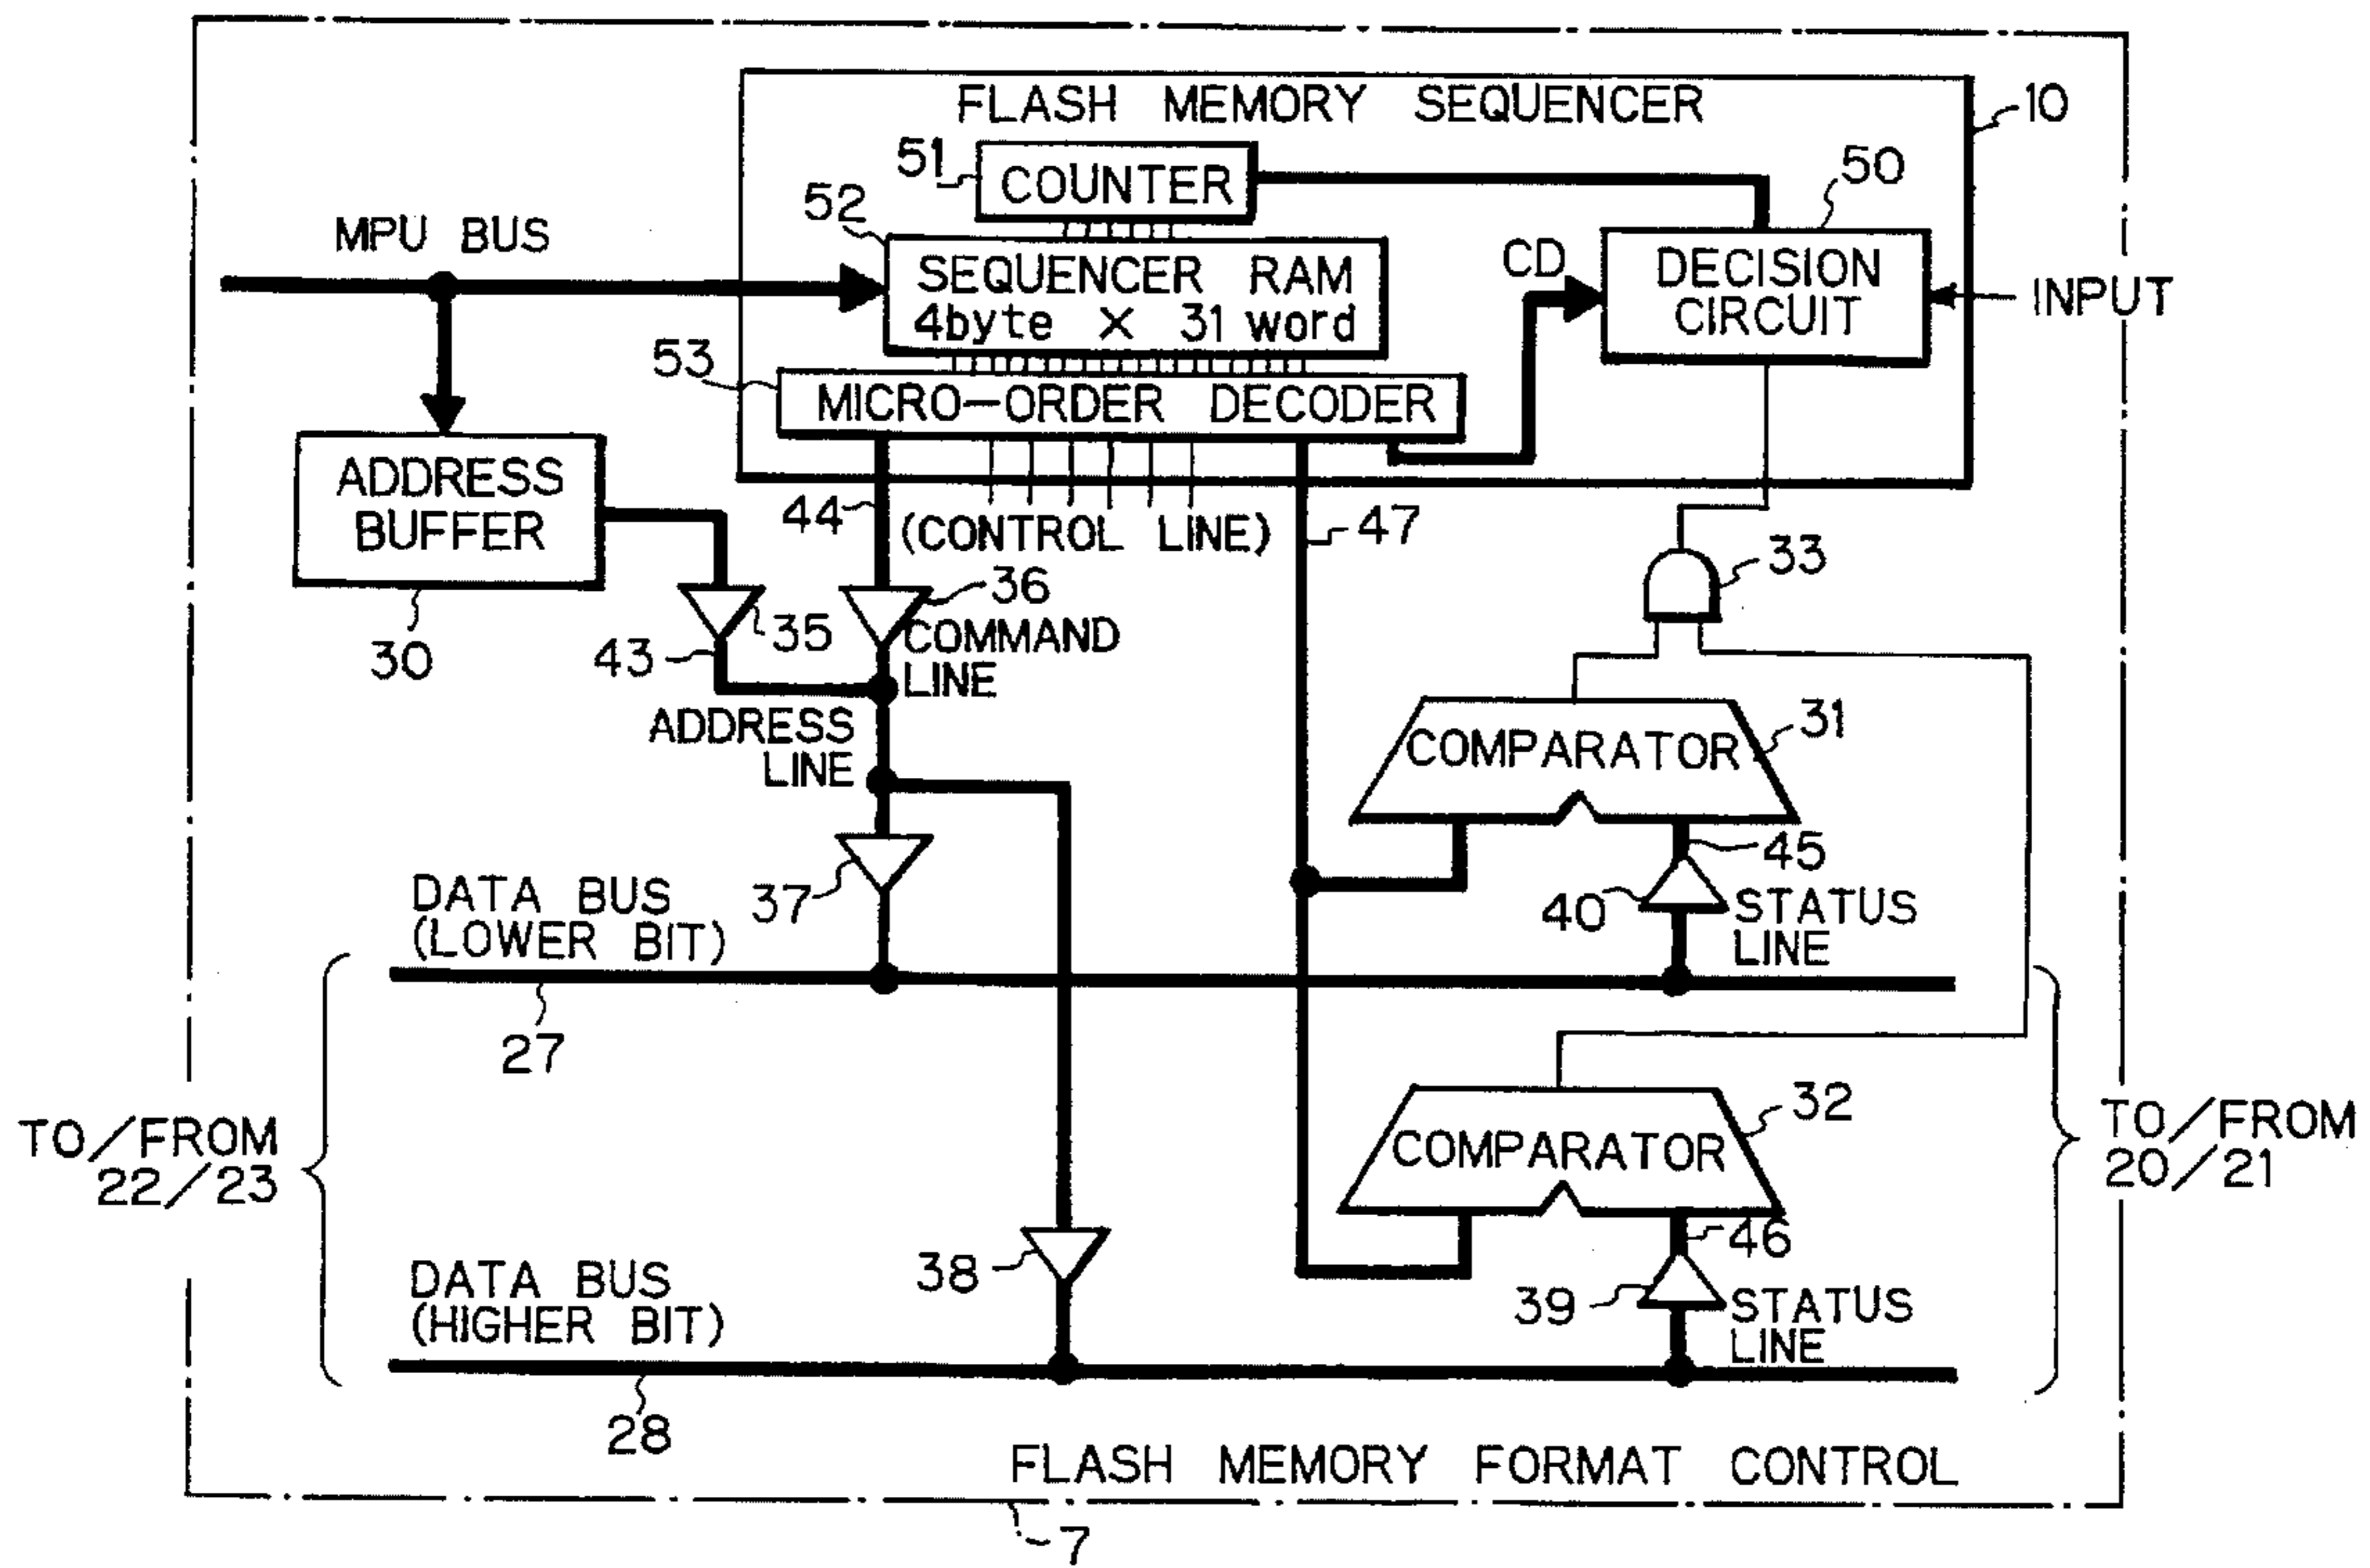 FLASH MEMORY SEQUENCER
10
51
COUNTER
50
52
MPU BUS
SEQUENCER RAM
4byte X 31 word
CD
DECISION
CIRCUIT
INPUT
53
MICRO-ORDER DECODER
ADDRESS
BUFFER
44
(CONTROL LINE)
47
33
36
35
COMMAND
LINE
30
43
ADDRESS
LINE
COMPARATOR
31
37
45
40
STATUS
LINE
DATA BUS
(LOWER BIT)
27
TO/FROM
22/23
COMPARATOR
32
TO/FROM
20/21
38
46
39
STATUS
LINE
DATA BUS
(HIGHER BIT)
28
FLASH MEMORY FORMAT CONTROL
7